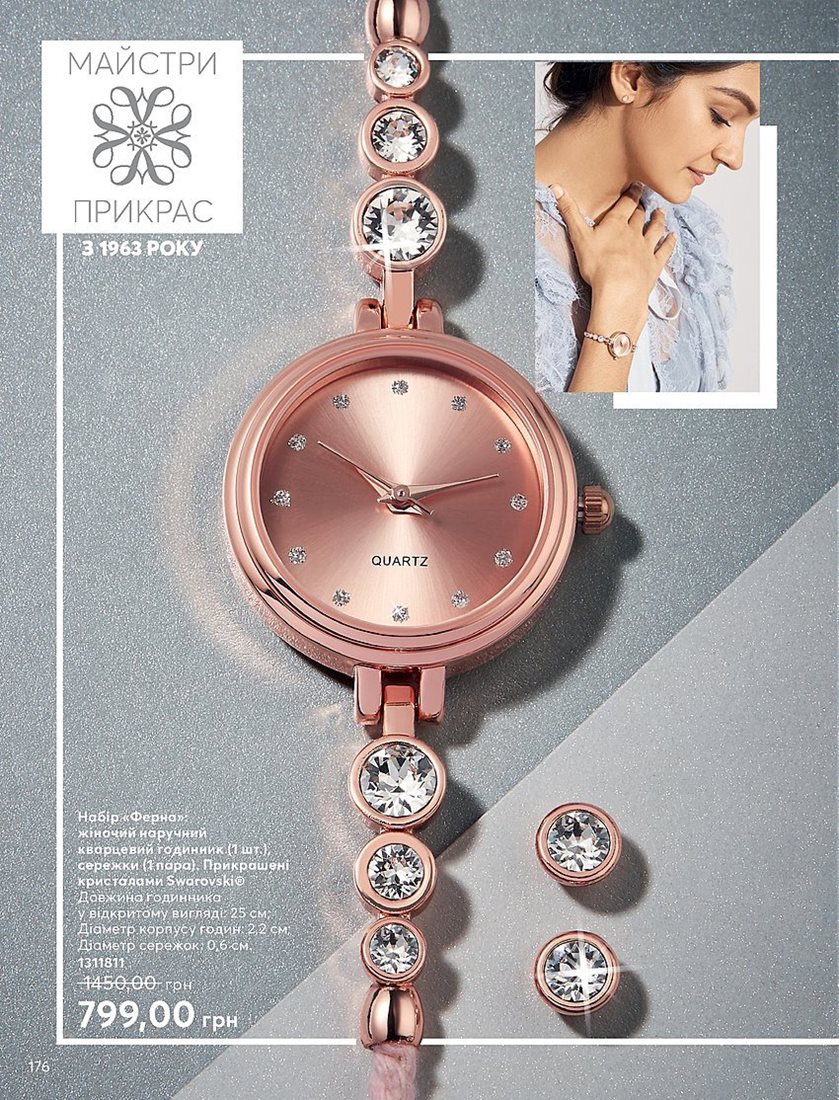 МАЙСТРИ
ПРИКРАС
З 1963 РОКУ
QUARTZ
Набір «Ферна»:
жіночий наручний
кварцевий годинник (1 шт.),
сережки (1 пара). Прикрашені
кристалами Swarovski©
Довжина годинника
у відкритому вигляді: 25 см;
Діаметр корпусу годин: 2,2 см;
Діаметр сережок: 0,6 см.
1311811
1450,00 грн
799,00 грн
176